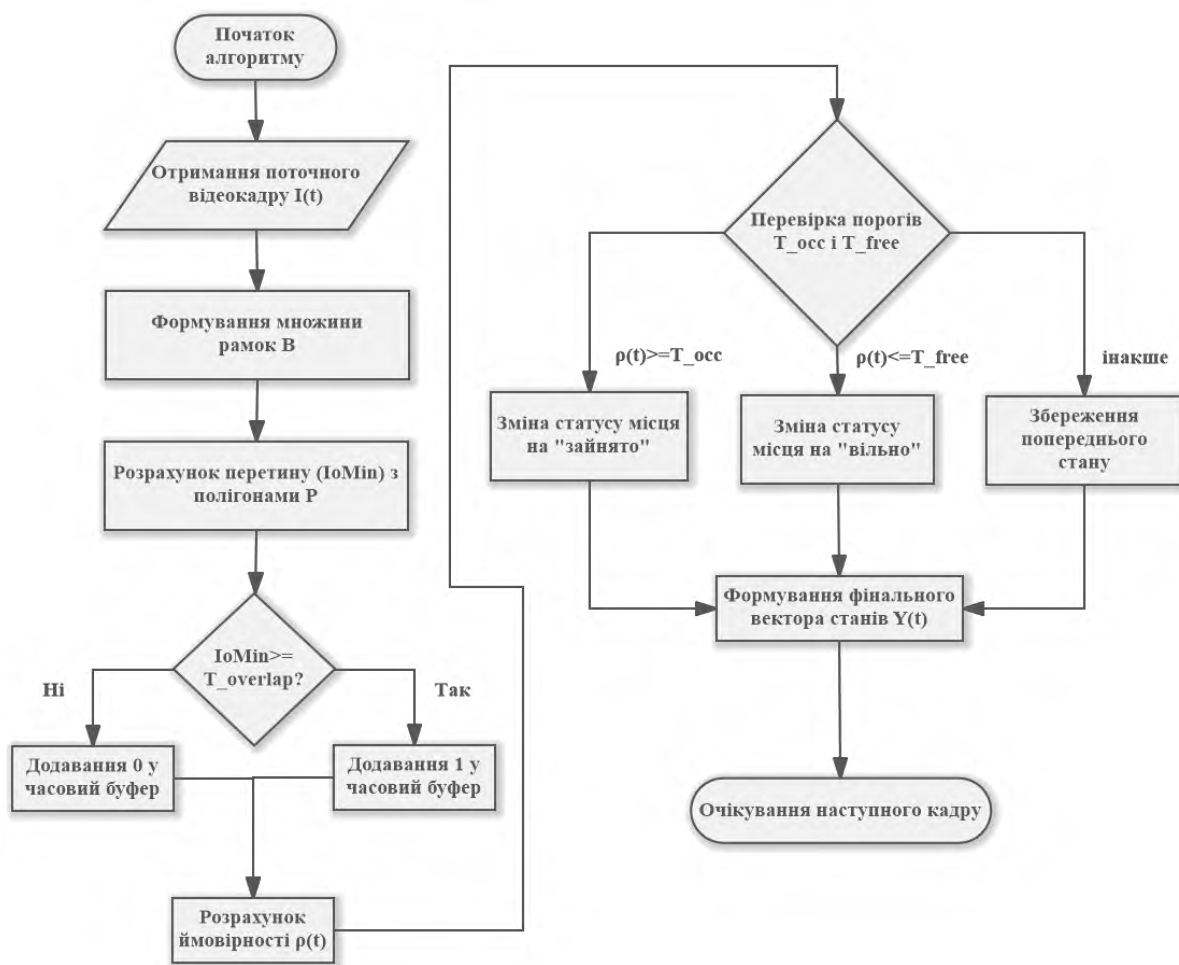 Початок
алгоритму
Отримання поточного
відеокадру I(t)
Формування множини
рамок B
Розрахунок перетину (IoMin) з
полігонами P
IoMin>=
T_overlap?
Ні
Так
Додавання 0 у
часовий буфер
Додавання 1 у
часовий буфер
Розрахунок
ймовірності ρ(t)
Перевірка порогів
T_occ і T_free
ρ(t)>=T_occ
ρ(t)<=T_free
інакше
Зміна статусу місця
на "зайнято"
Зміна статусу
місця на "вільно"
Збереження
попереднього
стану
Формування фінального
вектора станів Y(t)
Очікування наступного кадру